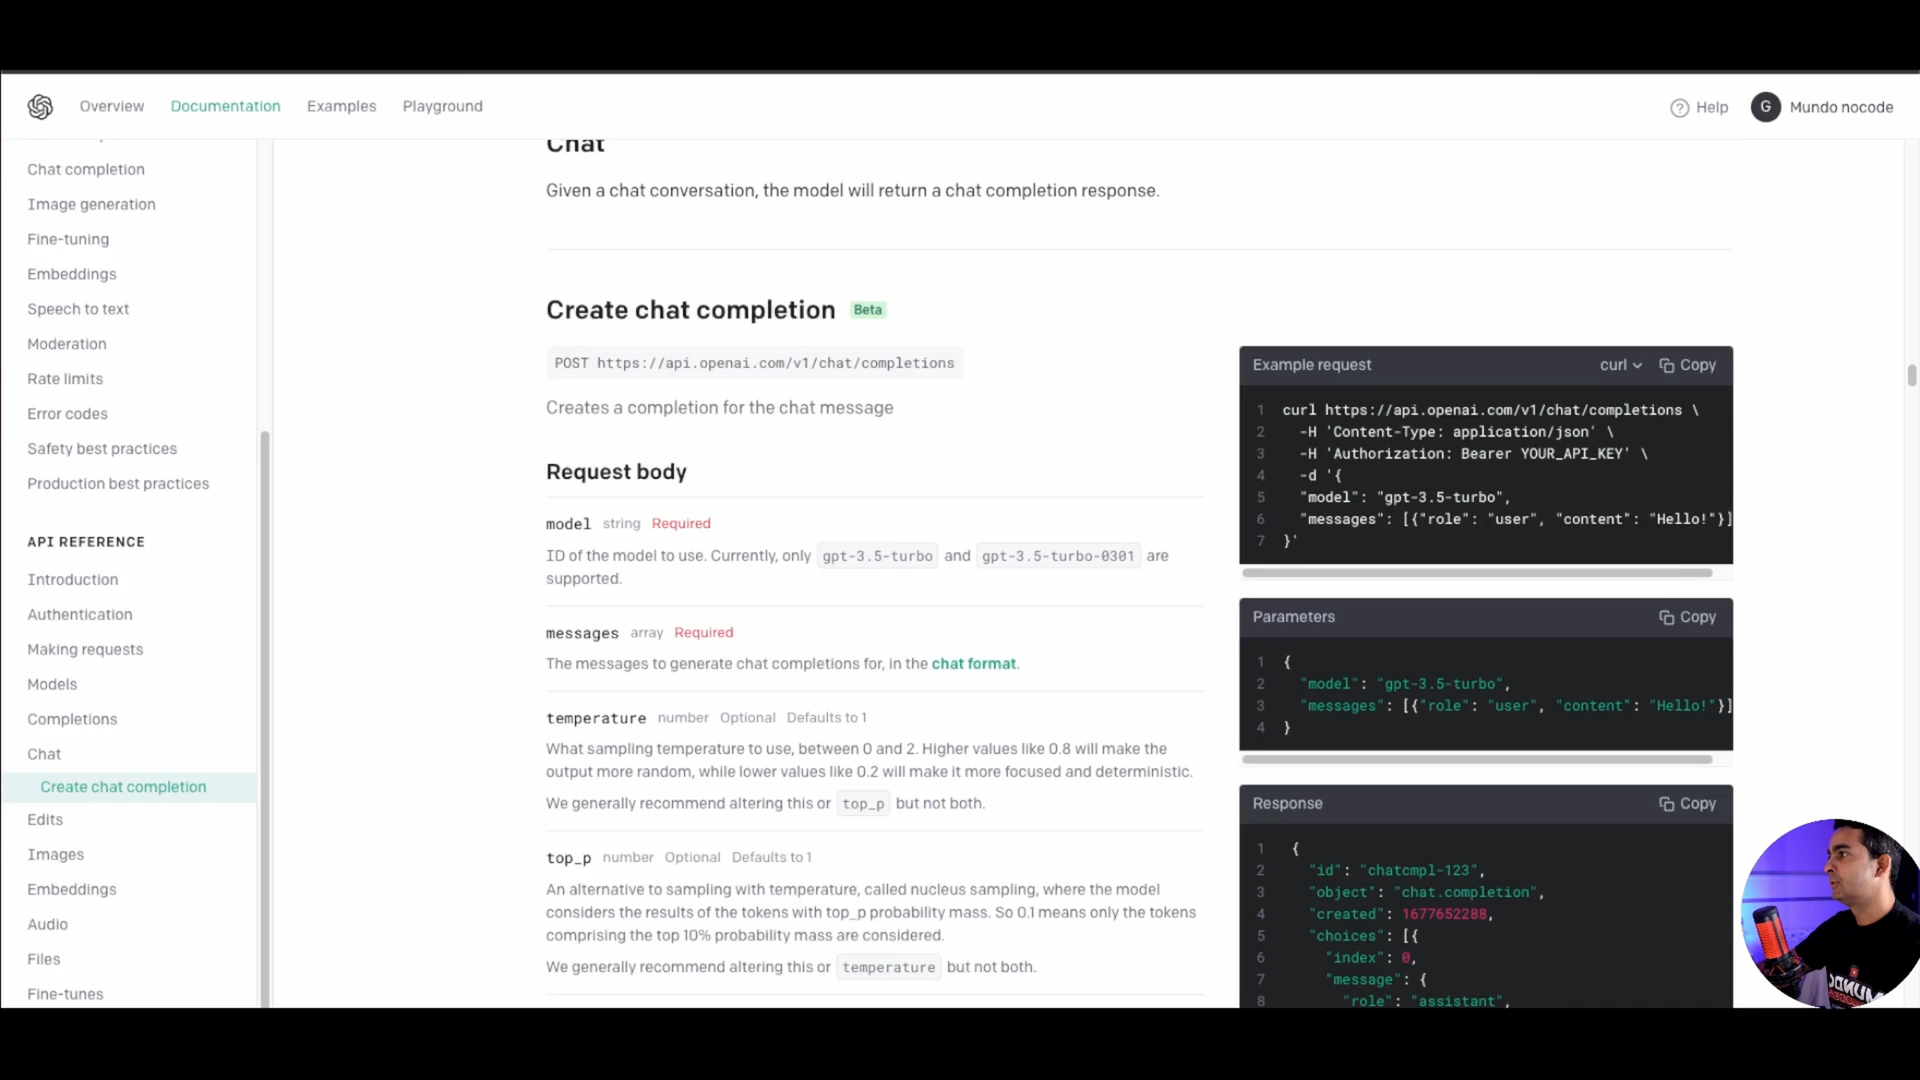 Overview Documentation Examples Playground
Help G Mundo nocode
Chat completion
Image generation
Fine-tuning
Embeddings
Speech to text
Moderation
Rate limits
Error codes
Safety best practices
Production best practices
API REFERENCE
Introduction
Authentication
Making requests
Models
Completions
Chat
Create chat completion
Edits
Images
Embeddings
Audio
Files
Fine-tunes
Chat
Given a chat conversation, the model will return a chat completion response.
Create chat completion Beta
POST https://api.openai.com/v1/chat/completions
Creates a completion for the chat message
Request body
model string Required
ID of the model to use. Currently, only gpt-3.5-turbo and gpt-3.5-turbo-0301 are
supported.
messages array Required
The messages to generate chat completions for, in the chat format.
temperature number Optional Defaults to 1
What sampling temperature to use, between 0 and 2. Higher values like 0.8 will make the
output more random, while lower values like 0.2 will make it more focused and deterministic.
We generally recommend altering this or top_p but not both.
top_p number Optional Defaults to 1
An alternative to sampling with temperature, called nucleus sampling, where the model
considers the results of the tokens with top_p probability mass. So 0.1 means only the tokens
comprising the top 10% probability mass are considered.
We generally recommend altering this or temperature but not both.
Example request curl Copy
1 curl https://api.openai.com/v1/chat/completions \
2 -H 'Content-Type: application/json' \
3 -H 'Authorization: Bearer YOUR_API_KEY' \
4 -d '{
5 "model": "gpt-3.5-turbo",
6 "messages": [{"role": "user", "content": "Hello!"}]
7 }'
Parameters Copy
1 {
2 "model": "gpt-3.5-turbo",
3 "messages": [{"role": "user", "content": "Hello!"}]
4 }
Response Copy
1 {
2 "id": "chatcmpl-123",
3 "object": "chat.completion",
4 "created": 1677652288,
5 "choices": [{
6 "index": 0,
7 "message": {
8 "role": "assistant",